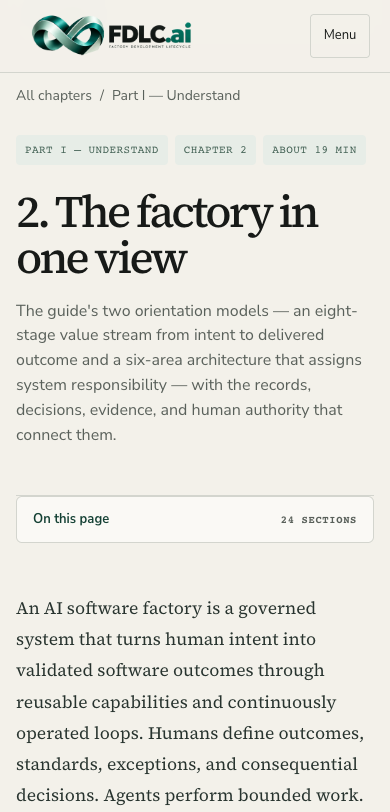 FDLC.ai
FACTORY DEVELOPMENT LIFECYCLE
Menu
All chapters / Part I — Understand
PART I — UNDERSTAND
CHAPTER 2
ABOUT 19 MIN
2. The factory in
one view
The guide's two orientation models — an eight-
stage value stream from intent to delivered
outcome and a six-area architecture that assigns
system responsibility — with the records,
decisions, evidence, and human authority that
connect them.
On this page
24 SECTIONS
An AI software factory is a governed
system that turns human intent into
validated software outcomes through
reusable capabilities and continuously
operated loops. Humans define outcomes,
standards, exceptions, and consequential
decisions. Agents perform bounded work.